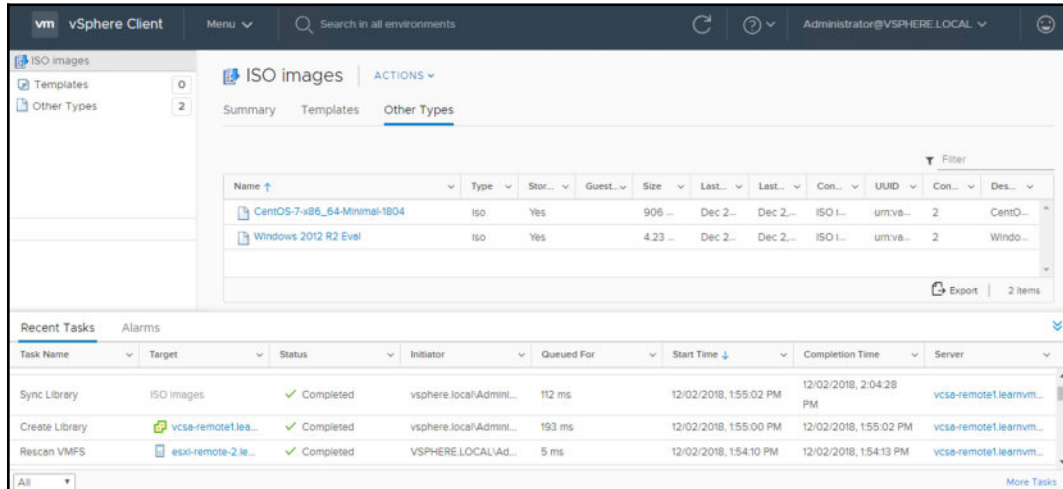 vm vSphere Client Menu Search in all environments Administrator@VSPHERE.LOCAL
ISO images
Templates 0
Other Types 2
ISO images ACTIONS
Summary Templates Other Types
Filter
Name Type Stor... Guest... Size Last... Last... Con... UUID Con... Des...
CentOS-7-x86_64-Minimal-1804 Iso Yes 906 ... Dec 2... Dec 2,... ISO I... urn:va... 2 CentO...
Windows 2012 R2 Eval Iso Yes 4.23 ... Dec 2... Dec 2,... ISO I... urn:va... 2 Windo...
Export 2 items
Recent Tasks Alarms
Task Name Target Status Initiator Queued For Start Time Completion Time Server
Sync Library ISO images Completed vsphere.local\Admini... 112 ms 12/02/2018, 1:55:02 PM 12/02/2018, 2:04:28 PM vcsa-remote1.learnvm...
Create Library vcsa-remote1.lea... Completed vsphere.local\Admini... 193 ms 12/02/2018, 1:55:00 PM 12/02/2018, 1:55:02 PM vcsa-remote1.learnvm...
Rescan VMFS esxi-remote-2.le... Completed VSPHERE.LOCAL\Ad... 5 ms 12/02/2018, 1:54:10 PM 12/02/2018, 1:54:13 PM vcsa-remote1.learnvm...
All More Tasks